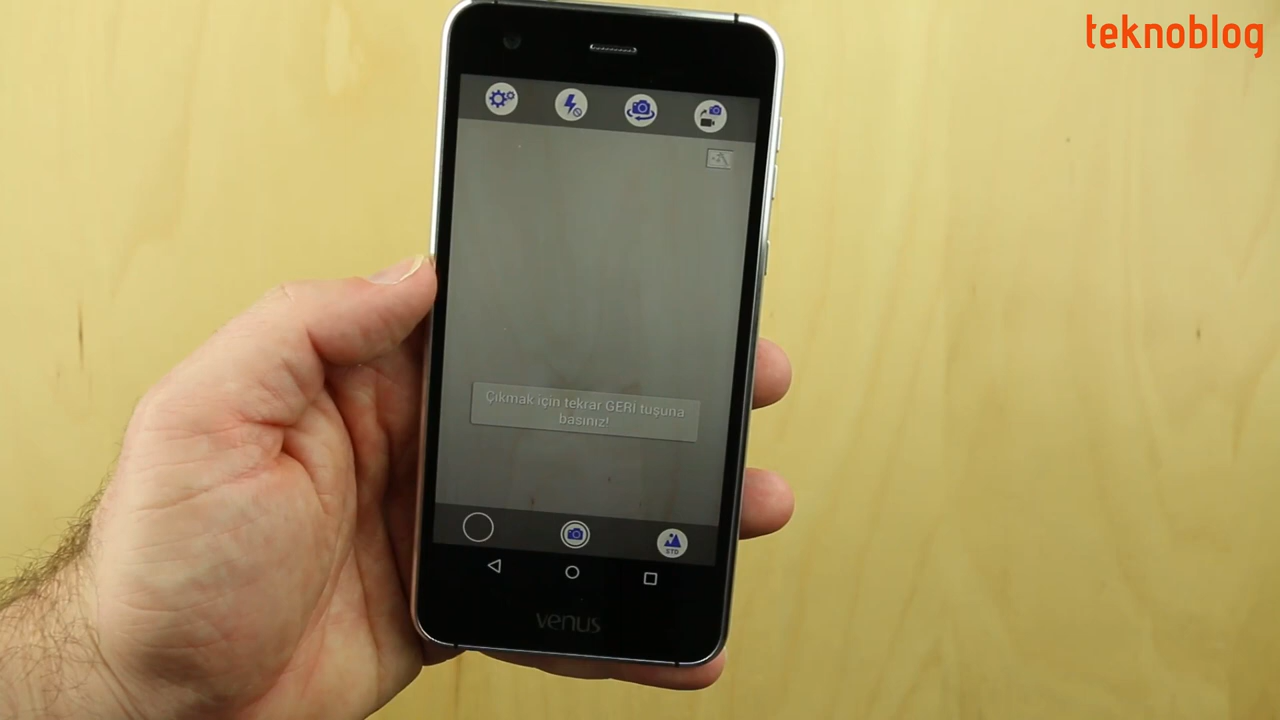 teknoblog
Çıkmak için tekrar GERİ tuşuna
basınız!
STD
venus